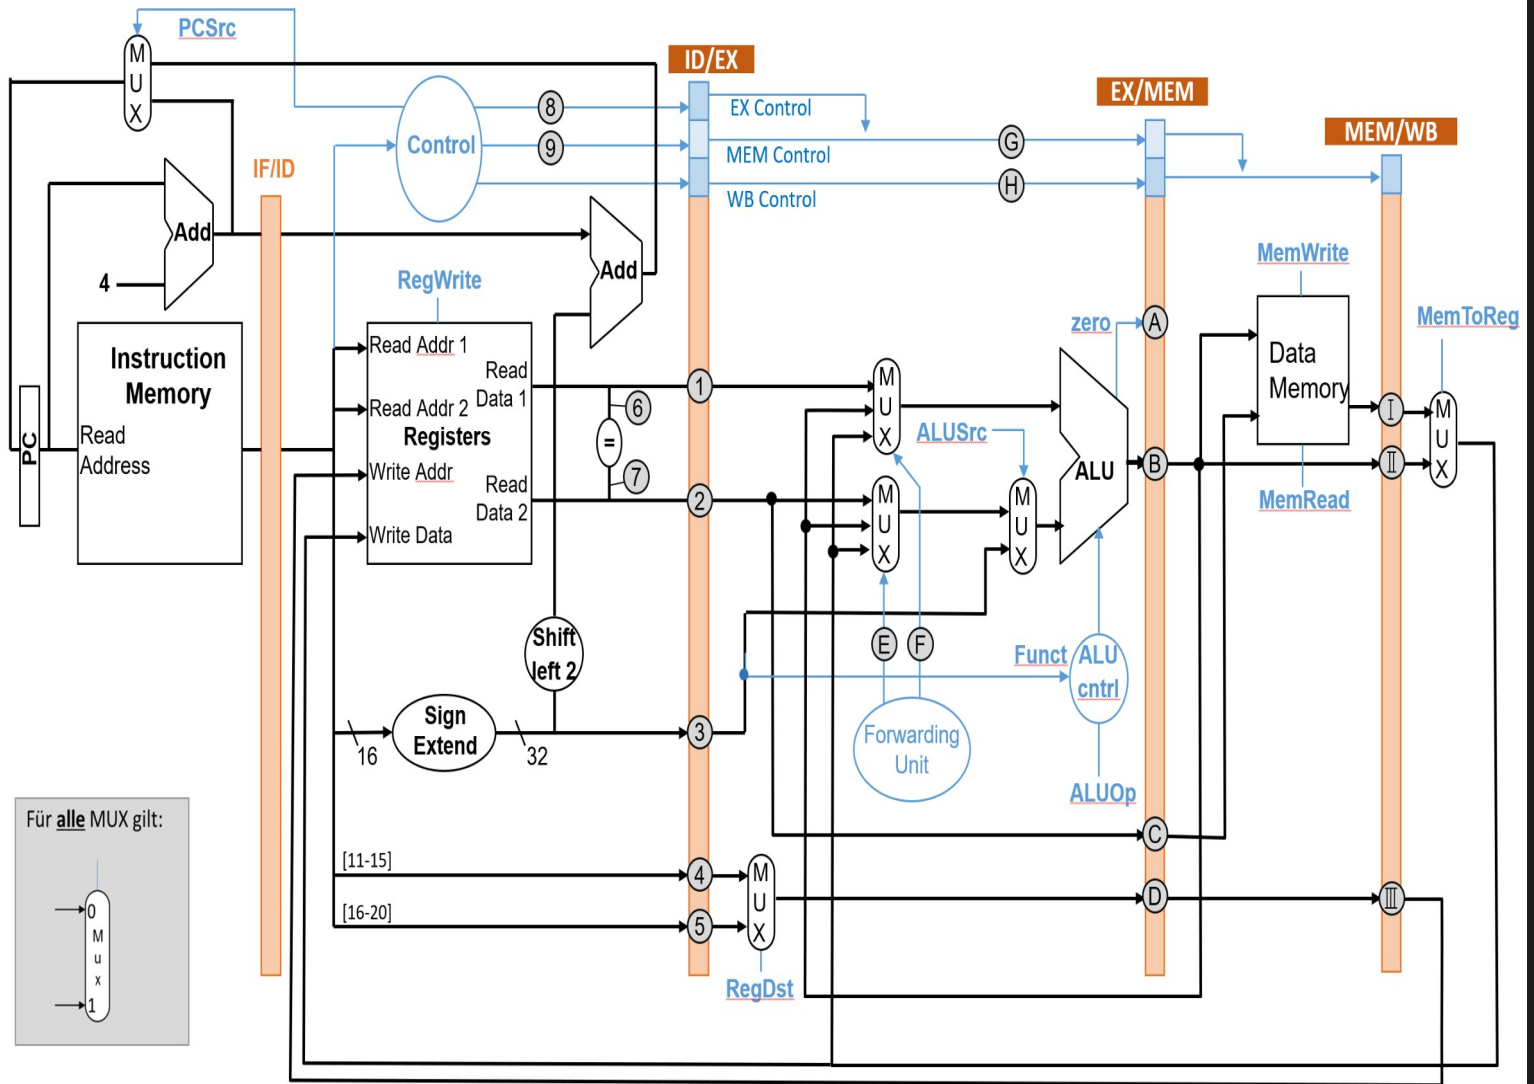 PCSrc
M
U
X
ID/EX
EX/MEM
MEM/WB
IF/ID
Control
8
9
EX Control
MEM Control
WB Control
G
H
Add
4
Add
RegWrite
MemWrite
MemToReg
zero
A
Instruction
Memory
Read
Address
PC
Read Addr 1
Read Addr 2
Registers
Write Addr
Write Data
Read
Data 1
Read
Data 2
1
6
=
7
2
M
U
X
ALUSrc
M
U
X
M
U
X
ALU
B
Data
Memory
I
II
M
U
X
MemRead
Shift
left 2
E
F
Funct
ALU
cntrl
Sign
Extend
16
32
3
Forwarding
Unit
ALUOp
C
Für alle MUX gilt:
0
M
u
x
1
[11-15]
4
[16-20]
5
M
U
X
D
III
RegDst